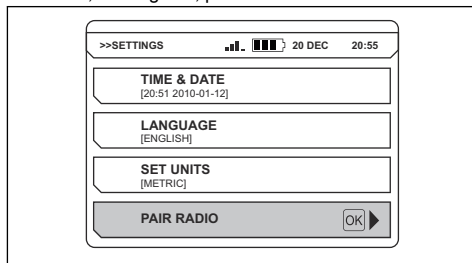 >>SETTINGS 20 DEC 20:55
TIME & DATE
[20:51 2010-01-12]
LANGUAGE
[ENGLISH]
SET UNITS
[METRIC]
PAIR RADIO OK